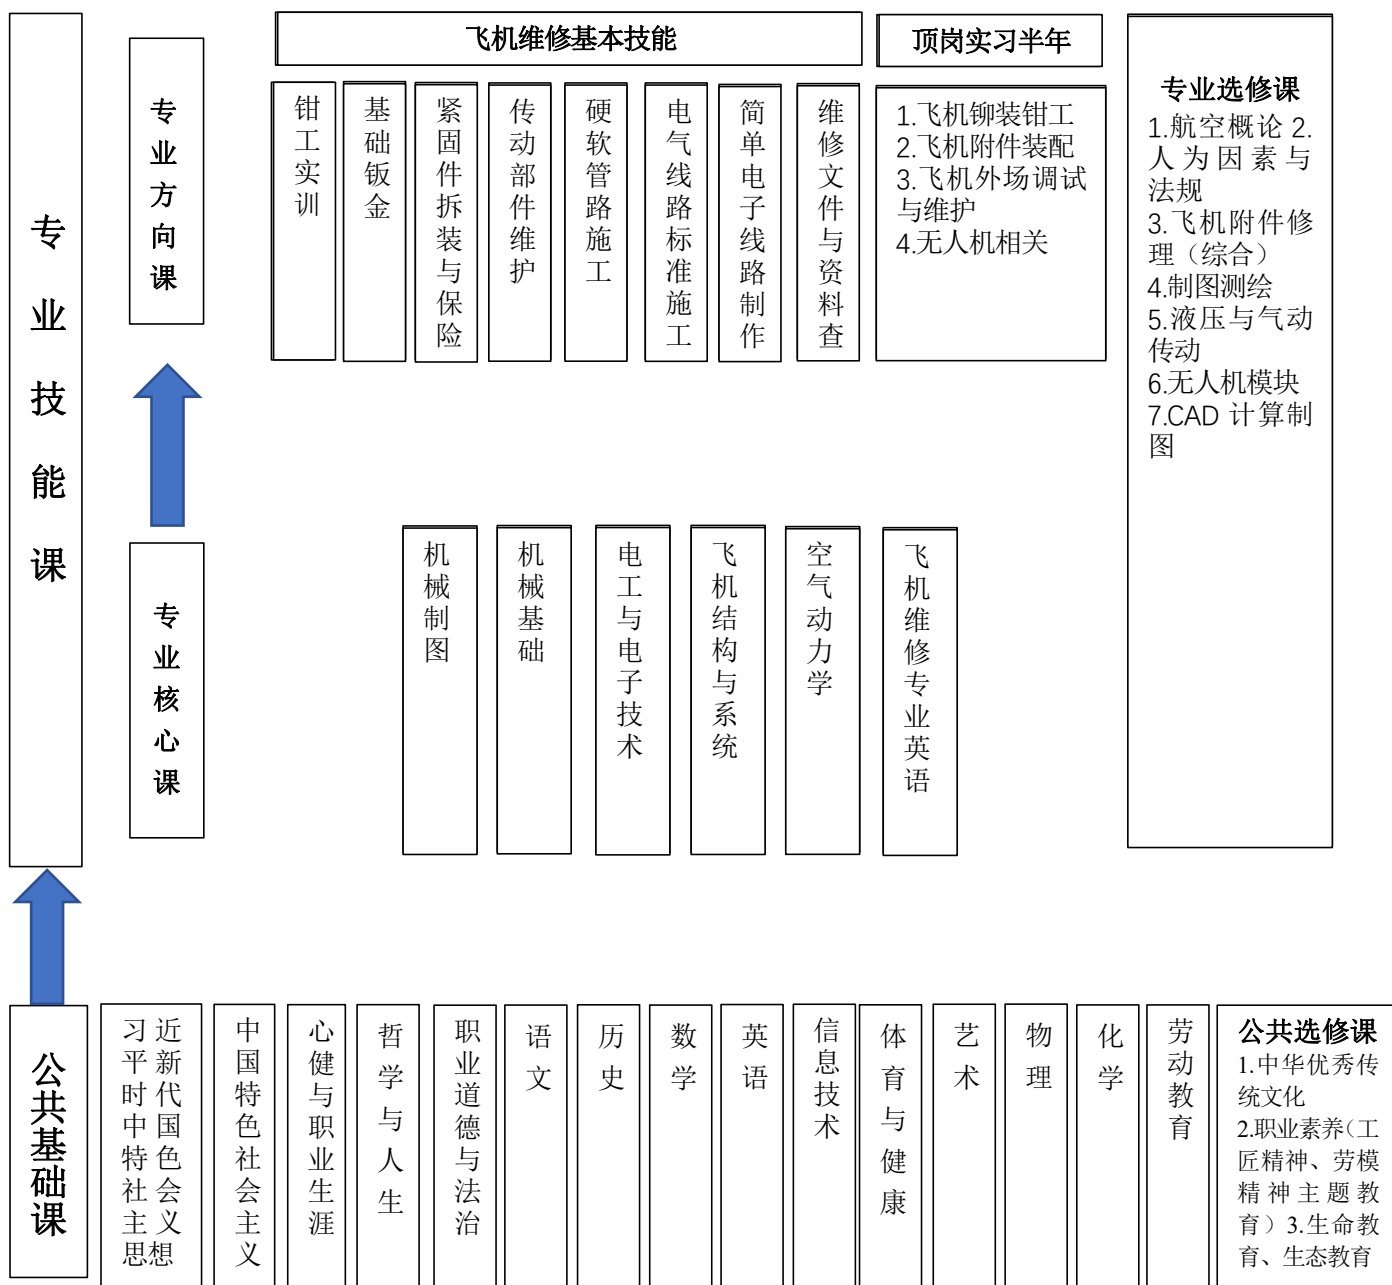 专业技能课
专业方向课
飞机维修基本技能
钳工实训
基础钣金
紧固件拆装与保险
传动部件维护
硬软管路施工
电气线路标准施工
简单电子线路制作
维修文件与资料查
顶岗实习半年
1.飞机铆装钳工
2.飞机附件装配
3.飞机外场调试
与维护
4.无人机相关
专业选修课
1.航空概论 2.
人为因素与
法规
3.飞机附件修
理（综合）
4.制图测绘
5.液压与气动
传动
6.无人机模块
7.CAD 计算制
图
专业核心课
机械制图
机械基础
电工与电子技术
飞机结构与系统
空气动力学
飞机维修专业英语
公共基础课
习近
平新
时代
中国
特色
社会
主义
思想
中国特色社会主义
心健与职业生涯
哲学与人生
职业道德与法治
语文
历史
数学
英语
信息技术
体育与健康
艺术
物理
化学
劳动教育
公共选修课
1.中华优秀传
统文化
2.职业素养（工
匠精神、劳模
精神主题教
育）3.生命教
育、生态教育